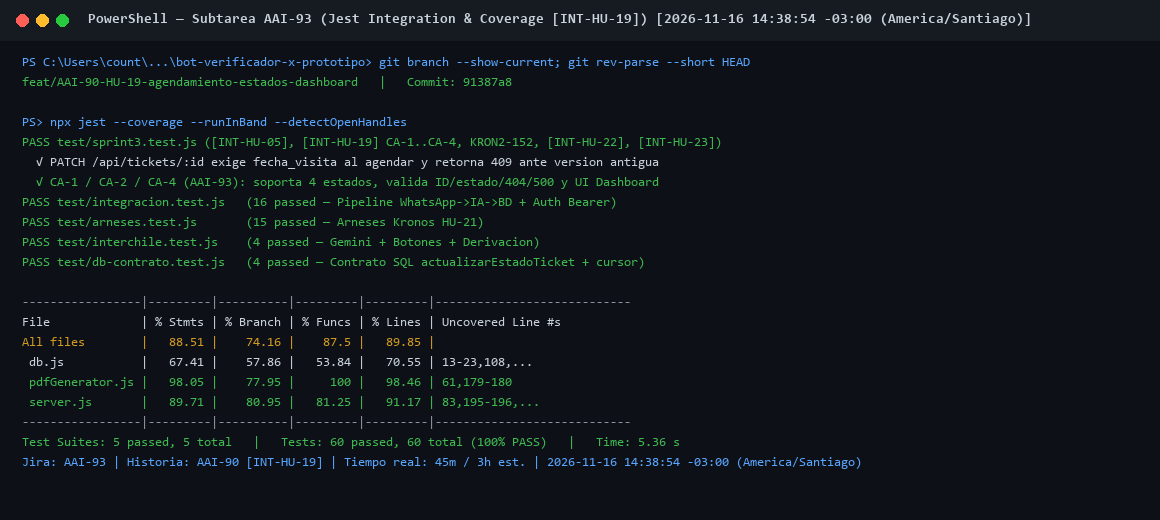 PowerShell — Subtarea AAI-93 (Jest Integration & Coverage [INT-HU-19]) [2026-11-16 14:38:54 -03:00 (America/Santiago)]
PS C:\Users\count\...\bot-verificador-x-prototipo> git branch --show-current; git rev-parse --short HEAD
feat/AAI-90-HU-19-agendamiento-estados-dashboard   |   Commit: 91387a8
PS> npx jest --coverage --runInBand --detectOpenHandles
PASS test/sprint3.test.js ([INT-HU-05], [INT-HU-19] CA-1..CA-4, KRON2-152, [INT-HU-22], [INT-HU-23])
  √ PATCH /api/tickets/:id exige fecha_visita al agendar y retorna 409 ante version antigua
  √ CA-1 / CA-2 / CA-4 (AAI-93): soporta 4 estados, valida ID/estado/404/500 y UI Dashboard
PASS test/integracion.test.js   (16 passed — Pipeline WhatsApp->IA->BD + Auth Bearer)
PASS test/arneses.test.js       (15 passed — Arneses Kronos HU-21)
PASS test/interchile.test.js    (4 passed — Gemini + Botones + Derivacion)
PASS test/db-contrato.test.js   (4 passed — Contrato SQL actualizarEstadoTicket + cursor)
-----------------|---------|----------|---------|---------|----------------------------
File             | % Stmts | % Branch | % Funcs | % Lines | Uncovered Line #s
All files        |   88.51 |    74.16 |    87.5 |   89.85 |
 db.js           |   67.41 |    57.86 |   53.84 |   70.55 | 13-23,108,...
 pdfGenerator.js |   98.05 |    77.95 |     100 |   98.46 | 61,179-180
 server.js       |   89.71 |    80.95 |   81.25 |   91.17 | 83,195-196,...
-----------------|---------|----------|---------|---------|----------------------------
Test Suites: 5 passed, 5 total   |   Tests: 60 passed, 60 total (100% PASS)   |   Time: 5.36 s
Jira: AAI-93 | Historia: AAI-90 [INT-HU-19] | Tiempo real: 45m / 3h est. | 2026-11-16 14:38:54 -03:00 (America/Santiago)